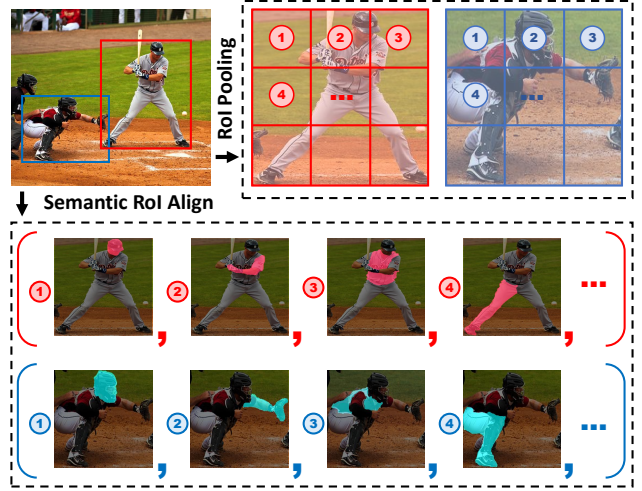 RoI Pooling
1 2 3
4 ...
1 2 3
4 ...
Semantic RoI Align
1 , 2 , 3 , 4 , ...
1 , 2 , 3 , 4 , ...